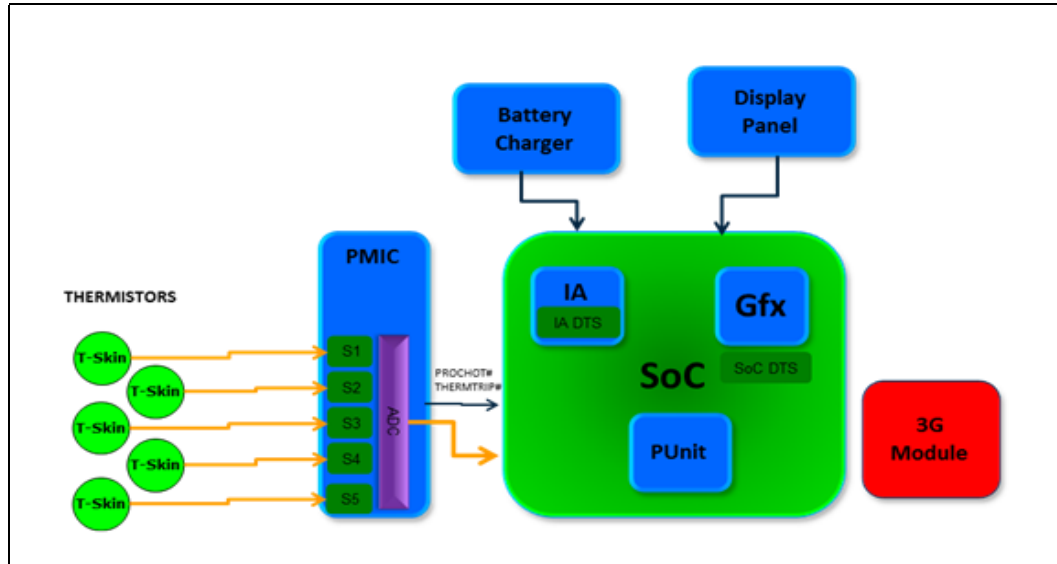 Battery
Charger
Display
Panel
PMIC
THERMISTORS
T-Skin
T-Skin
T-Skin
T-Skin
T-Skin
S1
S2
S3
S4
S5
ADC
PROCHOT#
THERMTRIP#
IA
IA DTS
Gfx
SoC DTS
SoC
PUnit
3G
Module